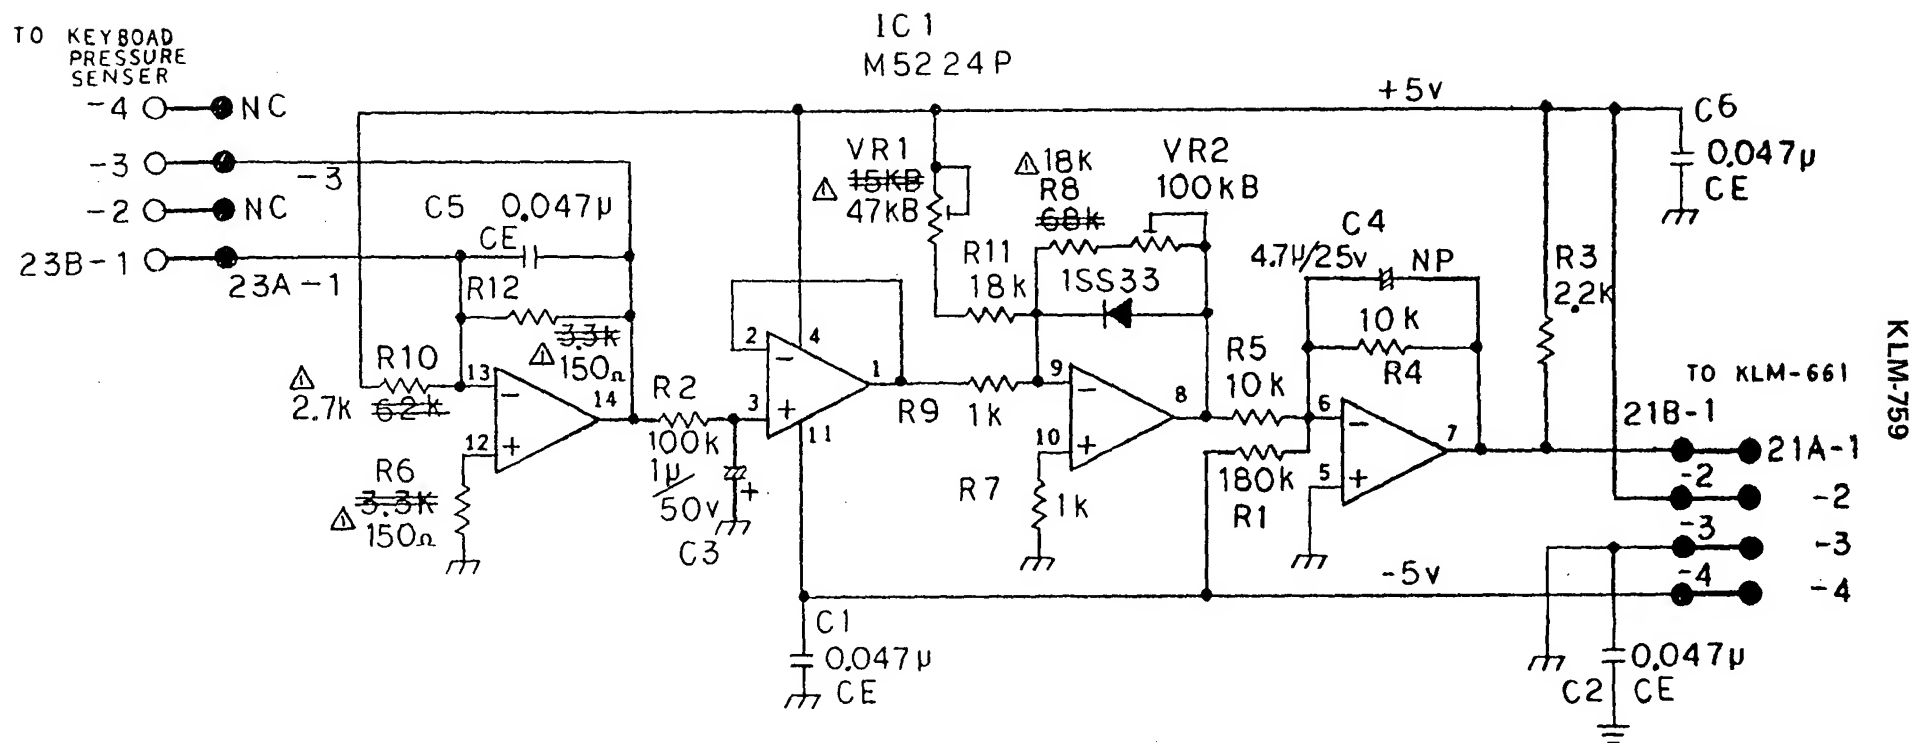 IC1
M5224P
TO KEYBOAD
PRESSURE
SENSER
-4 NC
-3
-3
-2 NC
23B-1
23A-1
C5 0.047μ
CE
R12
3.3k
⚠ 150Ω
R10
⚠ 2.7k 62k
13
12
14
R6
3.3k
⚠ 150Ω
R2
100k
1μ/50v
+
C3
2
3
4
11
1
+5v
VR1
15KB
⚠ 47KB
⚠ 18k
R8
68k
VR2
100kB
R11
18k
1SS33
R9
1k
9
10
8
R7
1k
C4
4.7μ/25v NP
10k
R4
R5
10k
180k
R1
6
5
7
R3
2.2k
C6
0.047μ
CE
-5v
C1
0.047μ
CE
TO KLM-661
21B-1
21A-1
-2
-2
-3
-3
-4
-4
0.047μ
C2 CE
KLM-759